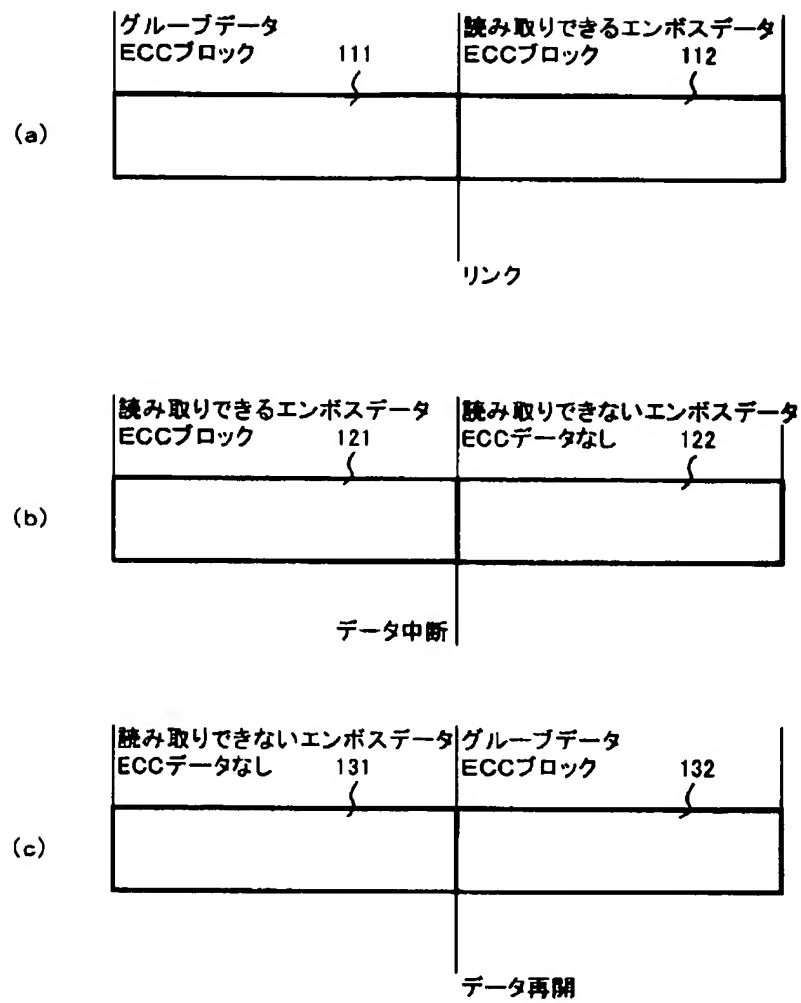 グルーブデータ
ECCブロック 111
読み取りできるエンボスデータ
ECCブロック 112
(a)
リンク
読み取りできるエンボスデータ
ECCブロック 121
読み取りできないエンボスデータ
ECCデータなし 122
(b)
データ中断
読み取りできないエンボスデータ
ECCデータなし 131
グルーブデータ
ECCブロック 132
(c)
データ再開